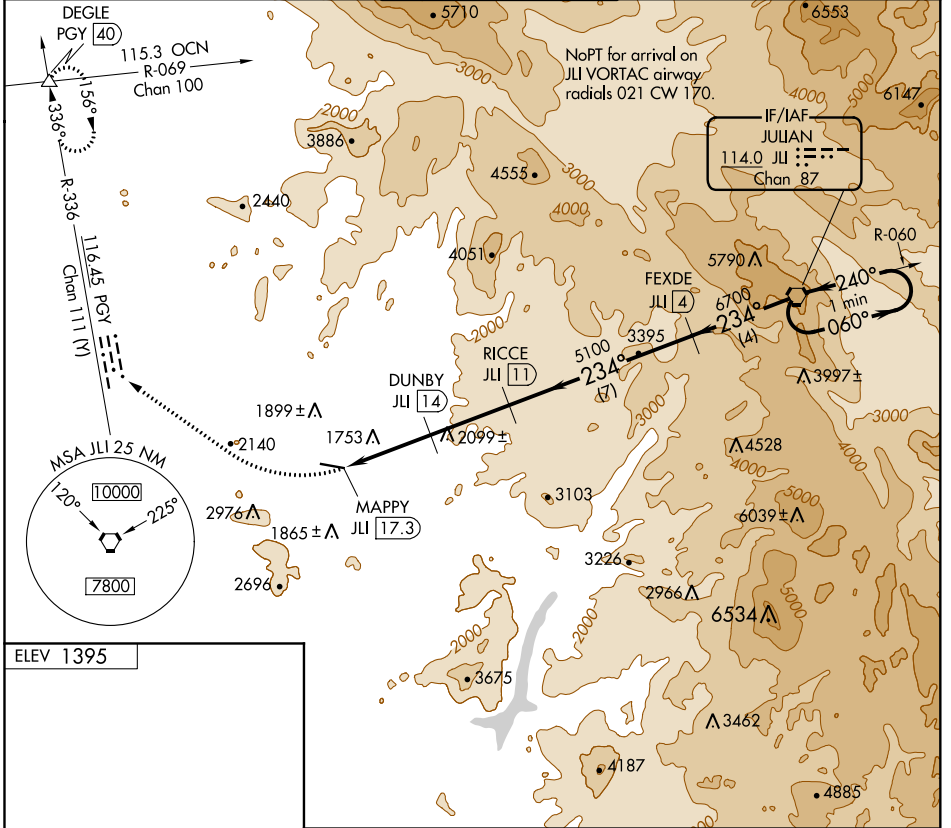 DEGLE
PGY 40
115.3 OCN
R-069
Chan 100
156°
336°
R-336
116.45 PGY
Chan 111 (Y)
5710
6553
NoPT for arrival on
JLI VORTAC airway
radials 021 CW 170.
3000
2000
4000
5000
6147
IF/IAF
JULIAN
114.0 JLI
Chan 87
3886
4555
3000
4000
2440
4051
5790
R-060
240°
1 min
060°
FEXDE
JLI 4
6700
234°
(4)
2000
3395
5100
234°
(7)
RICCE
JLI 11
DUNBY
JLI 14
3997±
3000
3000
1899±
1753
2099±
2140
4528
4000
4000
MSA JLI 25 NM
120°
10000
225°
7800
MAPPY
JLI 17.3
2976
1865±
2696
3103
5000
6039±
3226
2966
2000
6534
5000
2000
ELEV 1395
3675
3462
4187
4885